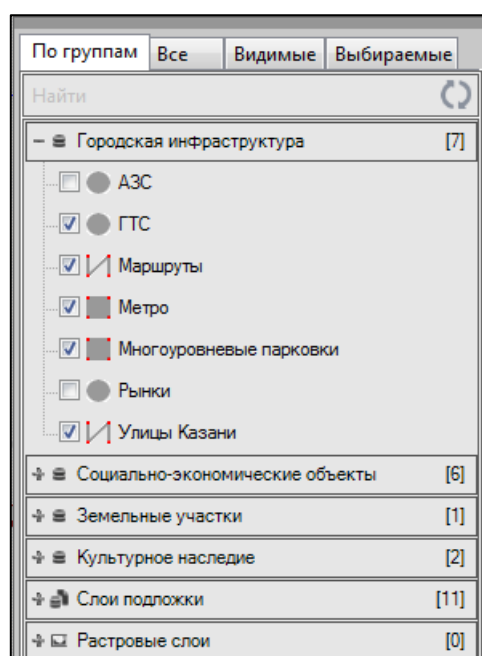 По группам Все Видимые Выбираемые
Найти
Городская инфраструктура [7]
АЗС
ГТС
Маршруты
Метро
Многоуровневые парковки
Рынки
Улицы Казани
Социально-экономические объекты [6]
Земельные участки [1]
Культурное наследие [2]
Слои подложки [11]
Растровые слои [0]